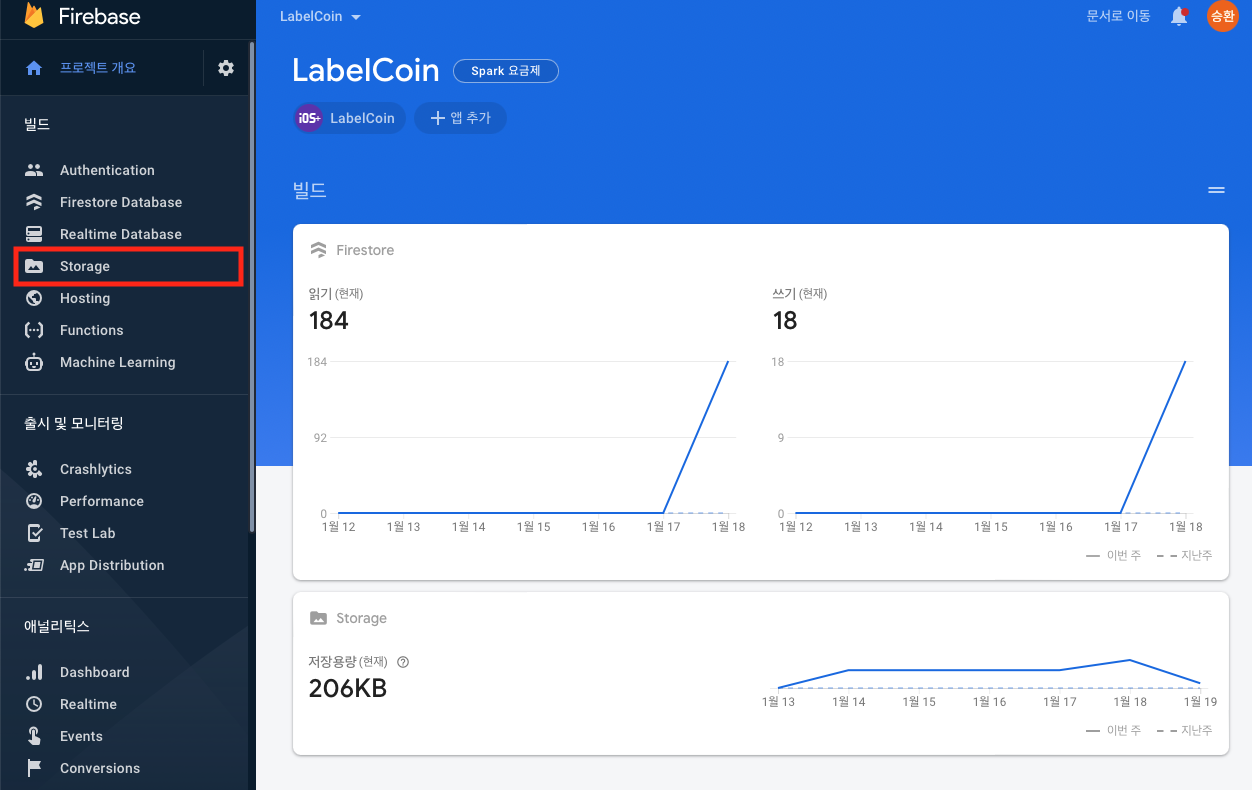 Firebase
프로젝트 개요
빌드
Authentication
Firestore Database
Realtime Database
Storage
Hosting
Functions
Machine Learning
출시 및 모니터링
Crashlytics
Performance
Test Lab
App Distribution
애널리틱스
Dashboard
Realtime
Events
Conversions
LabelCoin
문서로 이동
승환
LabelCoin
Spark 요금제
iOS+ LabelCoin
앱 추가
빌드
Firestore
읽기 (현재)
184
184
92
0
1월 12 1월 13 1월 14 1월 15 1월 16 1월 17 1월 18
쓰기 (현재)
18
18
9
0
1월 12 1월 13 1월 14 1월 15 1월 16 1월 17 1월 18
이번 주 지난주
Storage
저장용량 (현재)
206KB
1월 13 1월 14 1월 15 1월 16 1월 17 1월 18 1월 19
이번 주 지난주